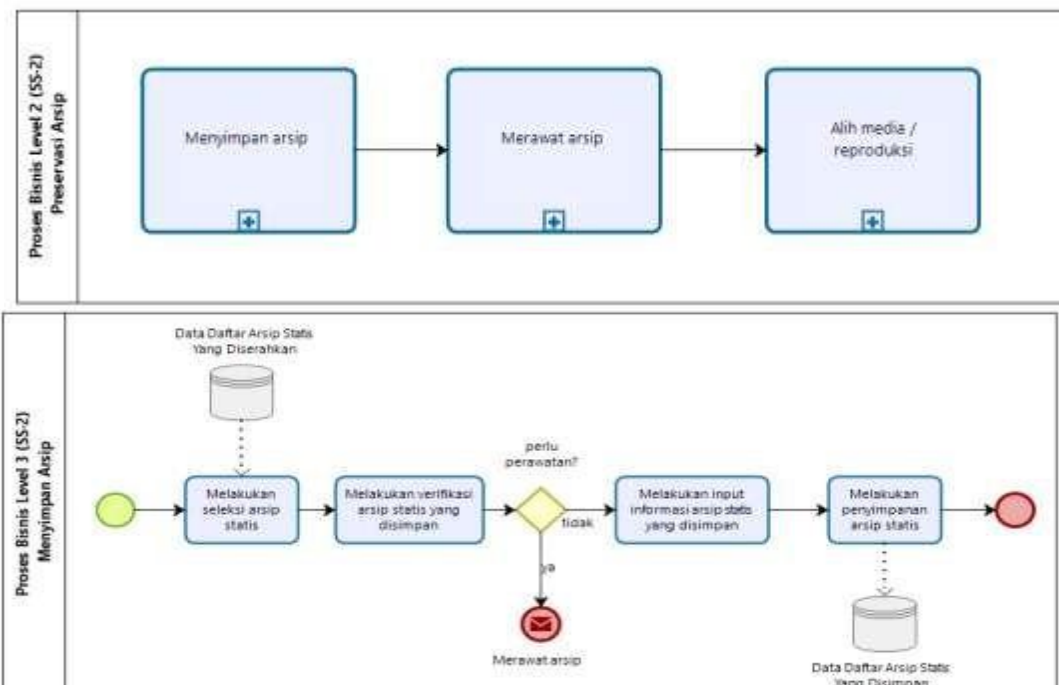 Proses Bisnis Level 2 (SS-2)
Preservasi Arsip
Menyimpan arsip
Merawat arsip
Alih media /
reproduksi
Proses Bisnis Level 3 (SS-2)
Menyimpan Arsip
Data Daftar Arsip Statis
Yang Diserahkan
Melakukan
seleksi arsip
statis
Melakukan verifikasi
arsip statis yang
disimpan
perlu
perawatan?
tidak
ya
Merawat arsip
Melakukan input
informasi arsip statis
yang disimpan
Melakukan
penyimpanan
arsip statis
Data Daftar Arsip Statis
Yang Disimpan